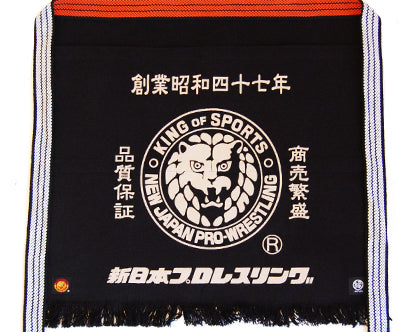 創業昭和四十七年
KING OF SPORTS
NEW JAPAN PRO-WRESTLING
品質保証
商売繁盛
®
新日本プロレスリング